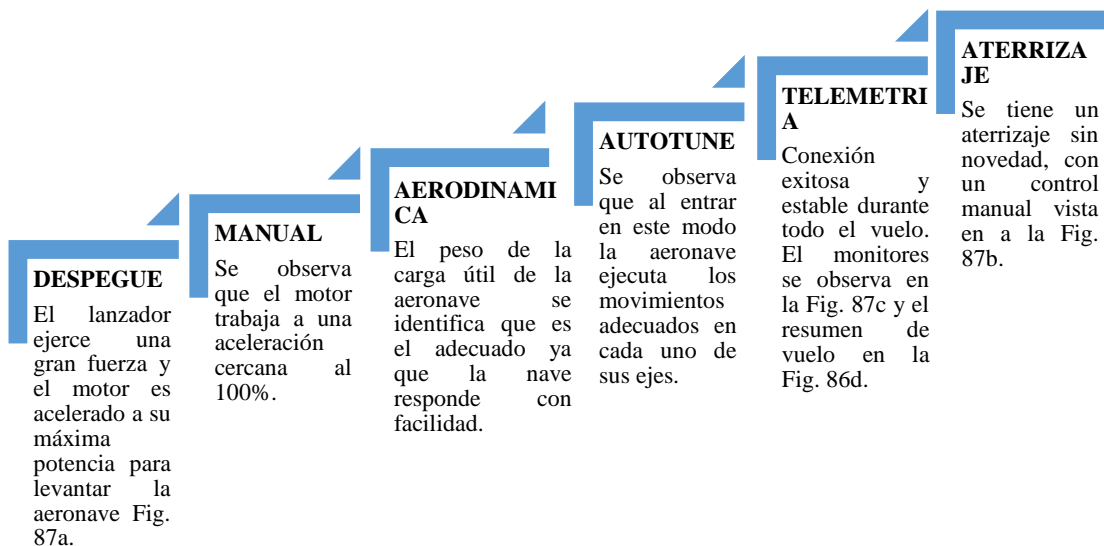 DESPEGUE
El lanzador
ejerce una
gran fuerza y
el motor es
acelerado a su
máxima
potencia para
levantar la
aeronave Fig.
87a.
MANUAL
Se observa
que el motor
trabaja a una
aceleración
cercana al
100%.
AERODINAMI
CA
El peso de la
carga útil de la
aeronave se
identifica que es
el adecuado ya
que la nave
responde con
facilidad.
AUTOTUNE
Se observa
que al entrar
en este modo
la aeronave
ejecuta los
movimientos
adecuados en
cada uno de
sus ejes.
TELEMETRI
A
Conexión
exitosa y
estable durante
todo el vuelo.
El monitores
se observa en
la Fig. 87c y el
resumen de
vuelo en la
Fig. 86d.
ATERRIZA
JE
Se tiene un
aterrizaje sin
novedad, con
un control
manual vista
en a la Fig.
87b.